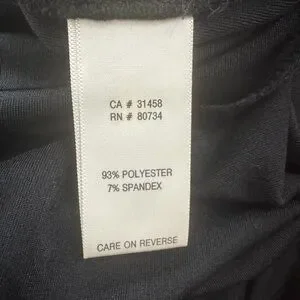 CA # 31458
RN # 80734
93% POLYESTER
7% SPANDEX
CARE ON REVERSE